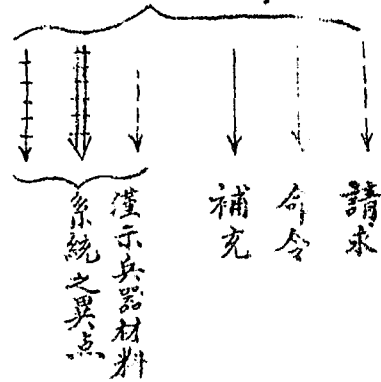 請求
命令
補充
僅示兵器材料
系統之異点